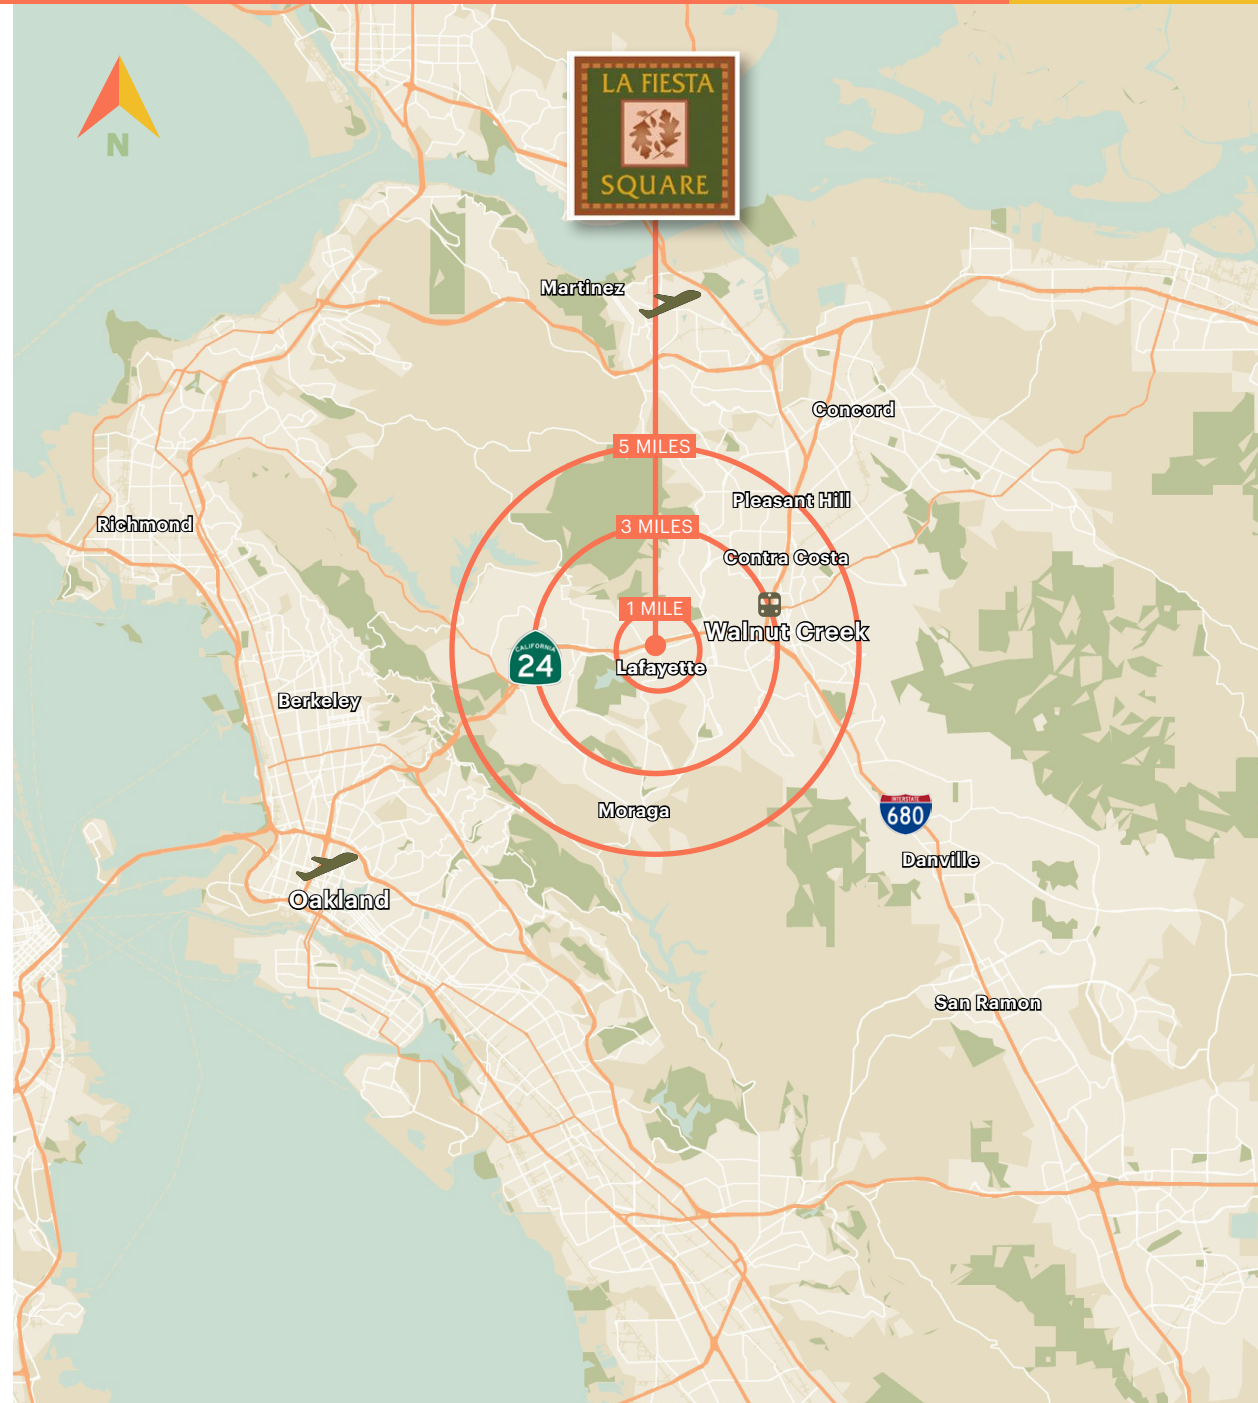 LA FIESTA
SQUARE
N
Martinez
Concord
5 MILES
Pleasant Hill
3 MILES
Richmond
Contra Costa
1 MILE
Walnut Creek
CALIFORNIA
24
Lafayette
Berkeley
Moraga
INTERSTATE
680
Danville
Oakland
San Ramon